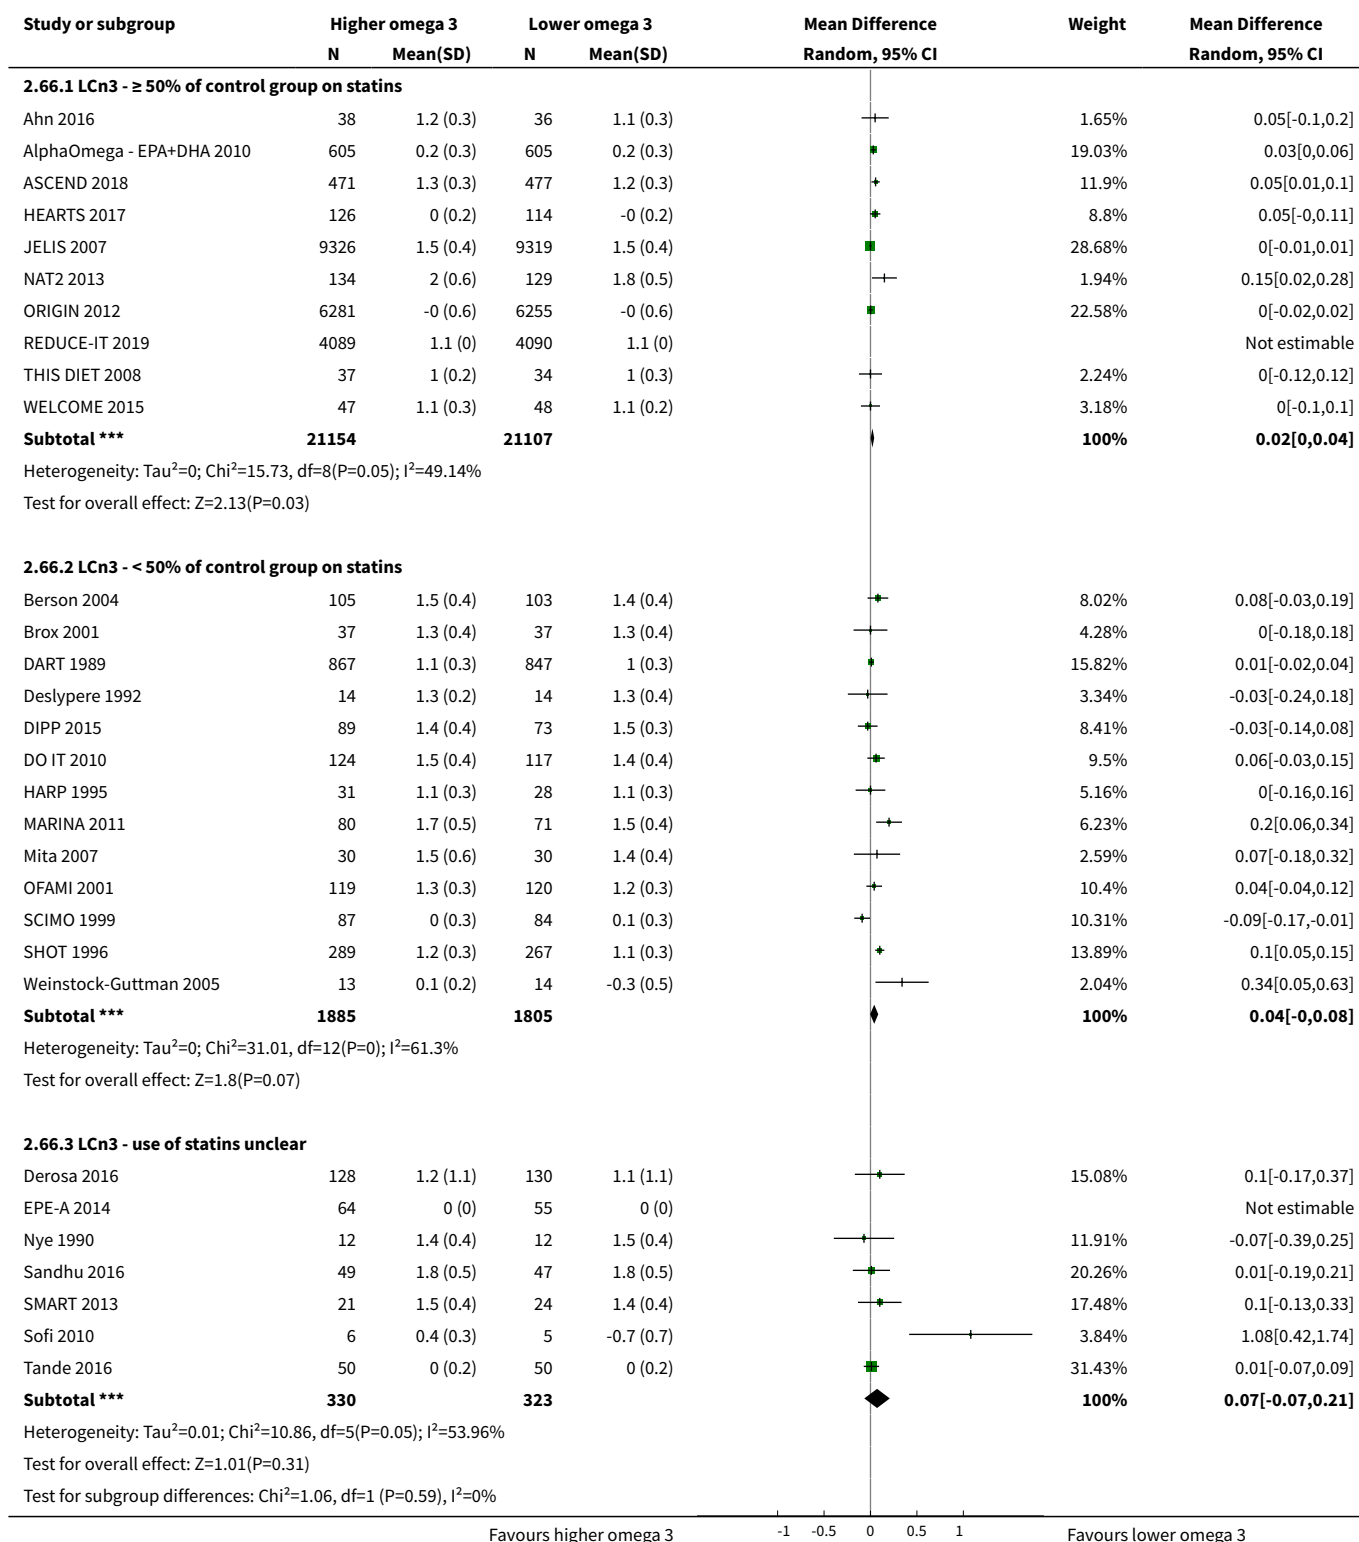 Study or subgroup Higher omega 3 Lower omega 3 Mean Difference Weight Mean Difference
N Mean(SD) N Mean(SD) Random, 95% CI Random, 95% CI
2.66.1 LCn3 - ≥ 50% of control group on statins
Ahn 2016 38 1.2 (0.3) 36 1.1 (0.3) 1.65% 0.05[-0.1,0.2]
AlphaOmega - EPA+DHA 2010 605 0.2 (0.3) 605 0.2 (0.3) 19.03% 0.03[0,0.06]
ASCEND 2018 471 1.3 (0.3) 477 1.2 (0.3) 11.9% 0.05[0.01,0.1]
HEARTS 2017 126 0 (0.2) 114 -0 (0.2) 8.8% 0.05[-0,0.11]
JELIS 2007 9326 1.5 (0.4) 9319 1.5 (0.4) 28.68% 0[-0.01,0.01]
NAT2 2013 134 2 (0.6) 129 1.8 (0.5) 1.94% 0.15[0.02,0.28]
ORIGIN 2012 6281 -0 (0.6) 6255 -0 (0.6) 22.58% 0[-0.02,0.02]
REDUCE-IT 2019 4089 1.1 (0) 4090 1.1 (0) Not estimable
THIS DIET 2008 37 1 (0.2) 34 1 (0.3) 2.24% 0[-0.12,0.12]
WELCOME 2015 47 1.1 (0.3) 48 1.1 (0.2) 3.18% 0[-0.1,0.1]
Subtotal *** 21154 21107 100% 0.02[0,0.04]
Heterogeneity: Tau²=0; Chi²=15.73, df=8(P=0.05); I²=49.14%
Test for overall effect: Z=2.13(P=0.03)
2.66.2 LCn3 - < 50% of control group on statins
Berson 2004 105 1.5 (0.4) 103 1.4 (0.4) 8.02% 0.08[-0.03,0.19]
Brox 2001 37 1.3 (0.4) 37 1.3 (0.4) 4.28% 0[-0.18,0.18]
DART 1989 867 1.1 (0.3) 847 1 (0.3) 15.82% 0.01[-0.02,0.04]
Deslypere 1992 14 1.3 (0.2) 14 1.3 (0.4) 3.34% -0.03[-0.24,0.18]
DIPP 2015 89 1.4 (0.4) 73 1.5 (0.3) 8.41% -0.03[-0.14,0.08]
DO IT 2010 124 1.5 (0.4) 117 1.4 (0.4) 9.5% 0.06[-0.03,0.15]
HARP 1995 31 1.1 (0.3) 28 1.1 (0.3) 5.16% 0[-0.16,0.16]
MARINA 2011 80 1.7 (0.5) 71 1.5 (0.4) 6.23% 0.2[0.06,0.34]
Mita 2007 30 1.5 (0.6) 30 1.4 (0.4) 2.59% 0.07[-0.18,0.32]
OFAMI 2001 119 1.3 (0.3) 120 1.2 (0.3) 10.4% 0.04[-0.04,0.12]
SCIMO 1999 87 0 (0.3) 84 0.1 (0.3) 10.31% -0.09[-0.17,-0.01]
SHOT 1996 289 1.2 (0.3) 267 1.1 (0.3) 13.89% 0.1[0.05,0.15]
Weinstock-Guttman 2005 13 0.1 (0.2) 14 -0.3 (0.5) 2.04% 0.34[0.05,0.63]
Subtotal *** 1885 1805 100% 0.04[-0,0.08]
Heterogeneity: Tau²=0; Chi²=31.01, df=12(P=0); I²=61.3%
Test for overall effect: Z=1.8(P=0.07)
2.66.3 LCn3 - use of statins unclear
Derosa 2016 128 1.2 (1.1) 130 1.1 (1.1) 15.08% 0.1[-0.17,0.37]
EPE-A 2014 64 0 (0) 55 0 (0) Not estimable
Nye 1990 12 1.4 (0.4) 12 1.5 (0.4) 11.91% -0.07[-0.39,0.25]
Sandhu 2016 49 1.8 (0.5) 47 1.8 (0.5) 20.26% 0.01[-0.19,0.21]
SMART 2013 21 1.5 (0.4) 24 1.4 (0.4) 17.48% 0.1[-0.13,0.33]
Sofi 2010 6 0.4 (0.3) 5 -0.7 (0.7) 3.84% 1.08[0.42,1.74]
Tande 2016 50 0 (0.2) 50 0 (0.2) 31.43% 0.01[-0.07,0.09]
Subtotal *** 330 323 100% 0.07[-0.07,0.21]
Heterogeneity: Tau²=0.01; Chi²=10.86, df=5(P=0.05); I²=53.96%
Test for overall effect: Z=1.01(P=0.31)
Test for subgroup differences: Chi²=1.06, df=1 (P=0.59), I²=0%
Favours higher omega 3 -1 -0.5 0 0.5 1 Favours lower omega 3